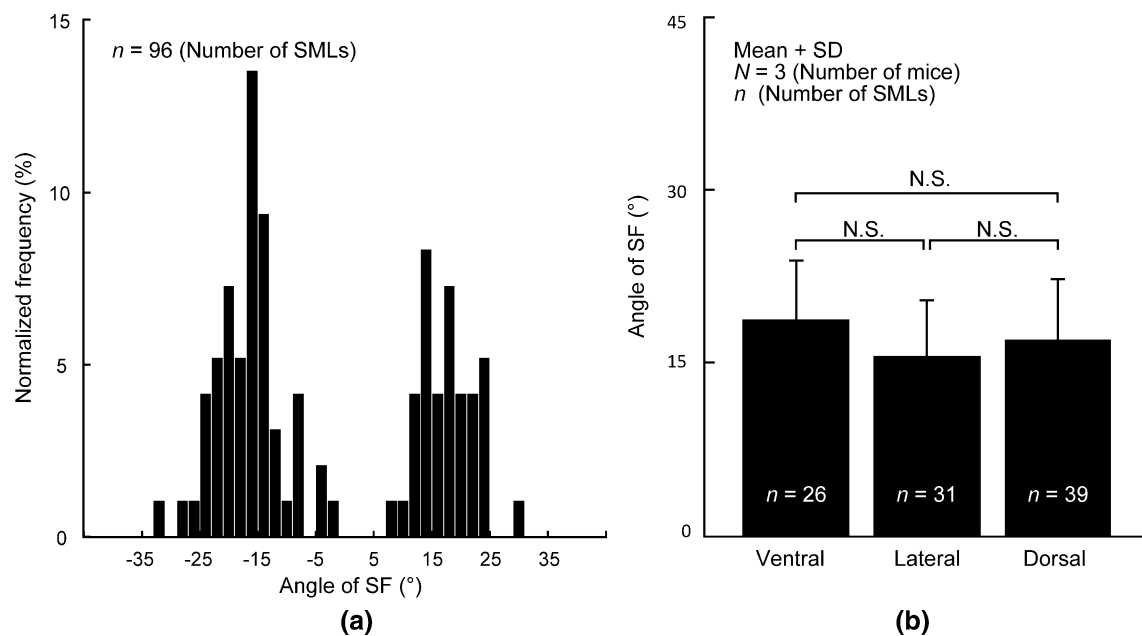 15
n = 96 (Number of SMLs)
10
5
0
Normalized frequency (%)
-35 -25 -15 -5 5 15 25 35
Angle of SF (°)
(a)
45
Mean + SD
N = 3 (Number of mice)
n (Number of SMLs)
30
N.S.
N.S. N.S.
15
0
Angle of SF (°)
n = 26 n = 31 n = 39
Ventral Lateral Dorsal
(b)